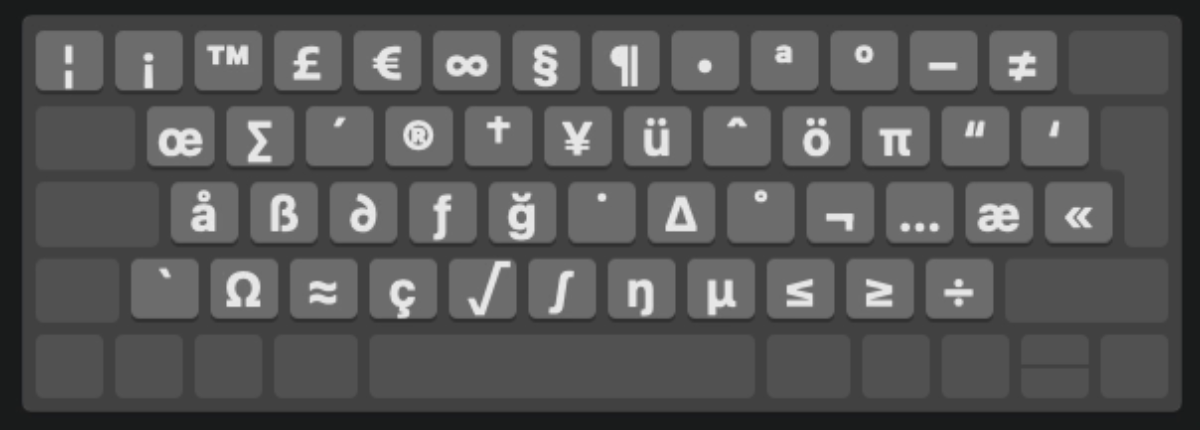 ¦ ¡ ™ £ € ∞ § ¶ • ª º – ≠
œ ∑ ´ ® † ¥ ü ˆ ö π “ ‘
å ß ∂ ƒ ğ ˙ ∆ ˚ ¬ … æ «
` Ω ≈ ç √ ∫ ŋ µ ≤ ≥ ÷